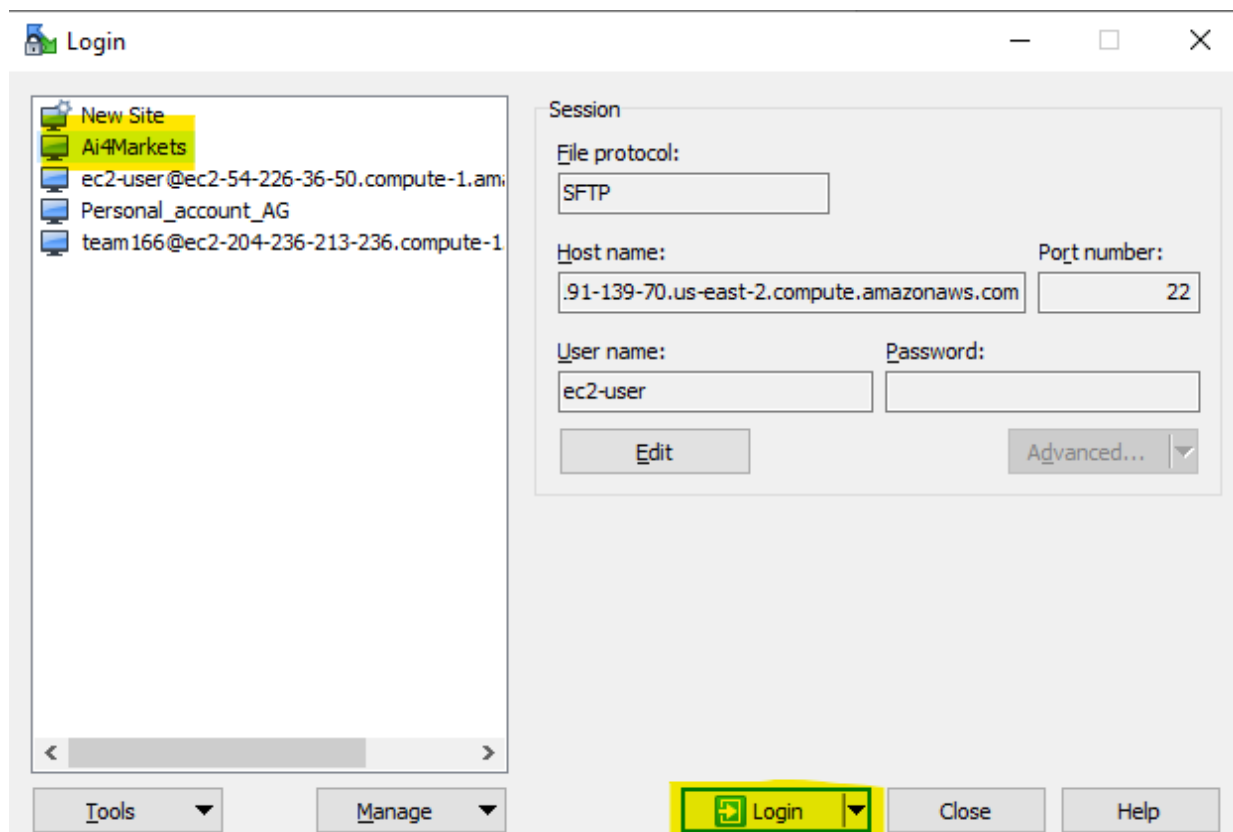 Login
New Site
Ai4Markets
ec2-user@ec2-54-226-36-50.compute-1.ama
Personal_account_AG
team166@ec2-204-236-213-236.compute-1.
Session
File protocol:
SFTP
Host name: Port number:
.91-139-70.us-east-2.compute.amazonaws.com 22
User name: Password:
ec2-user
Edit Advanced...
Tools Manage Login Close Help